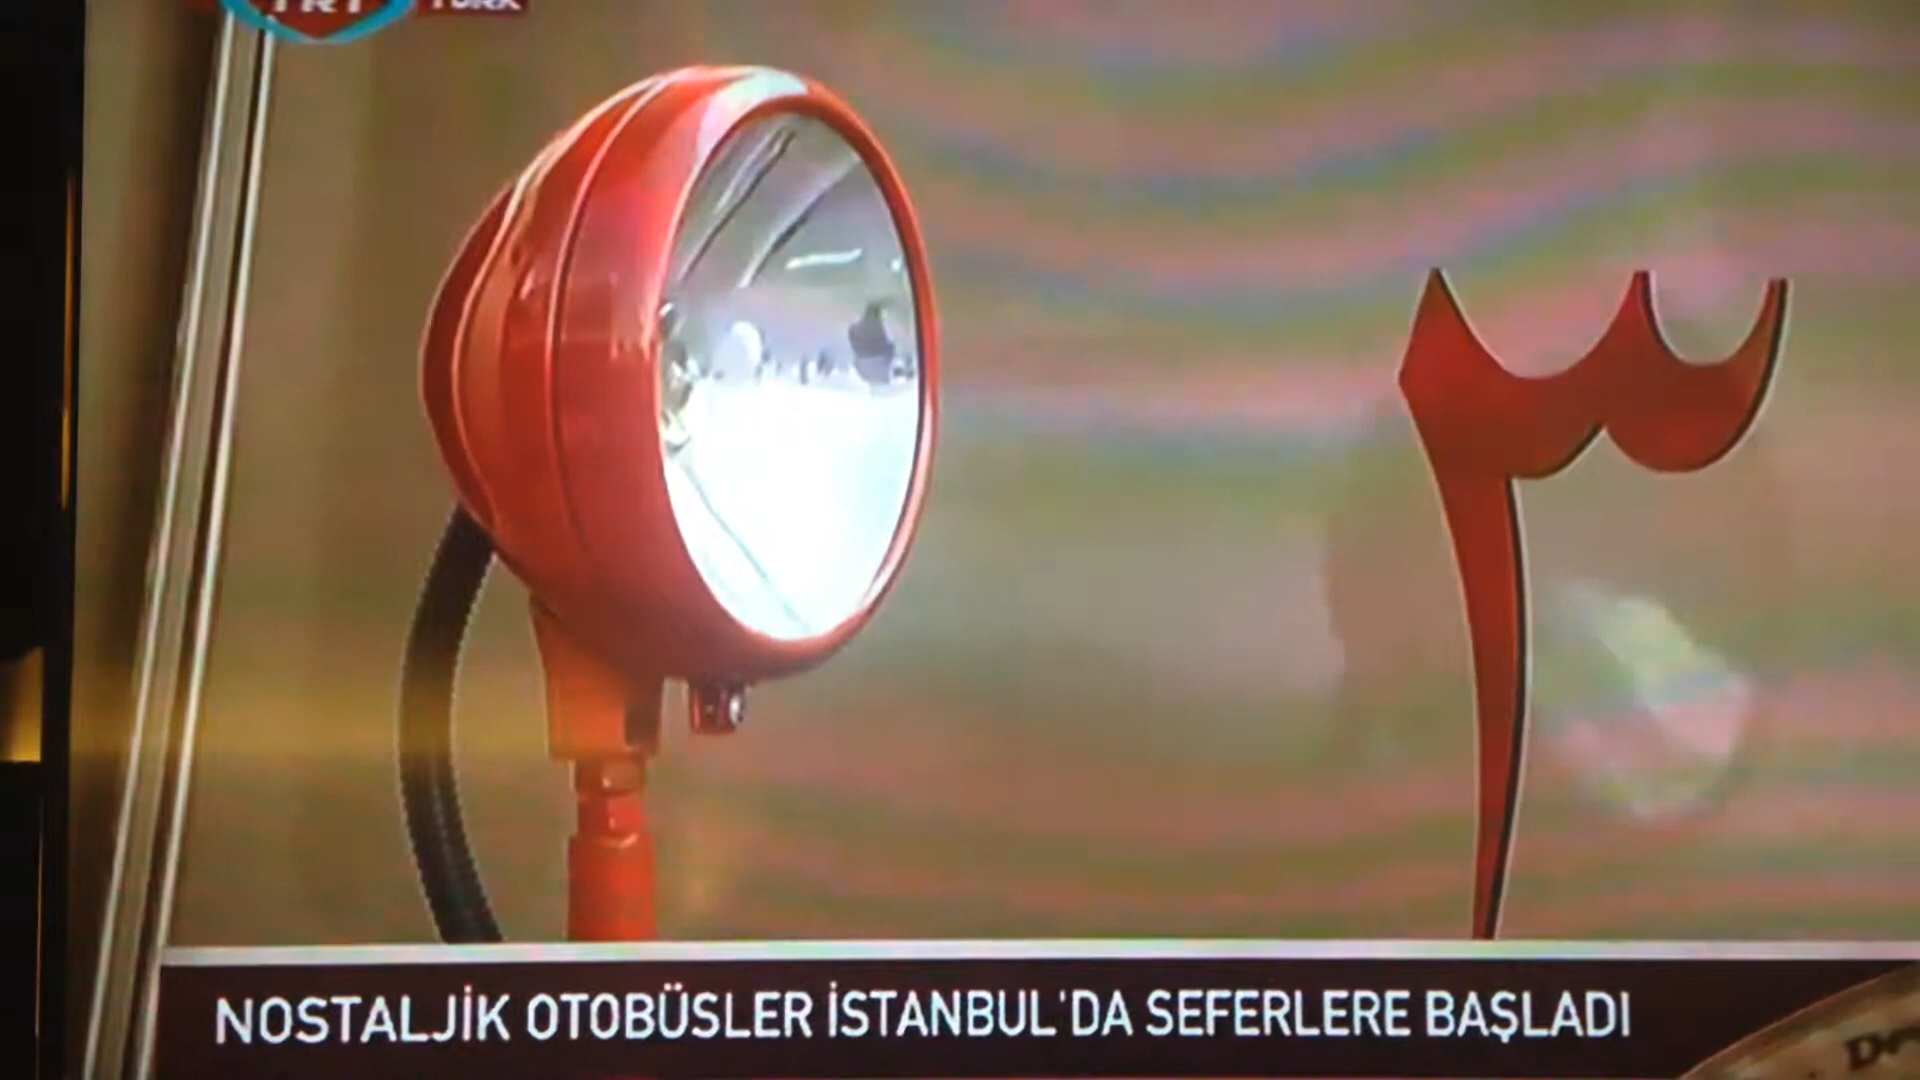 TRT TÜRK
٣
NOSTALJİK OTOBÜSLER İSTANBUL'DA SEFERLERE BAŞLADI